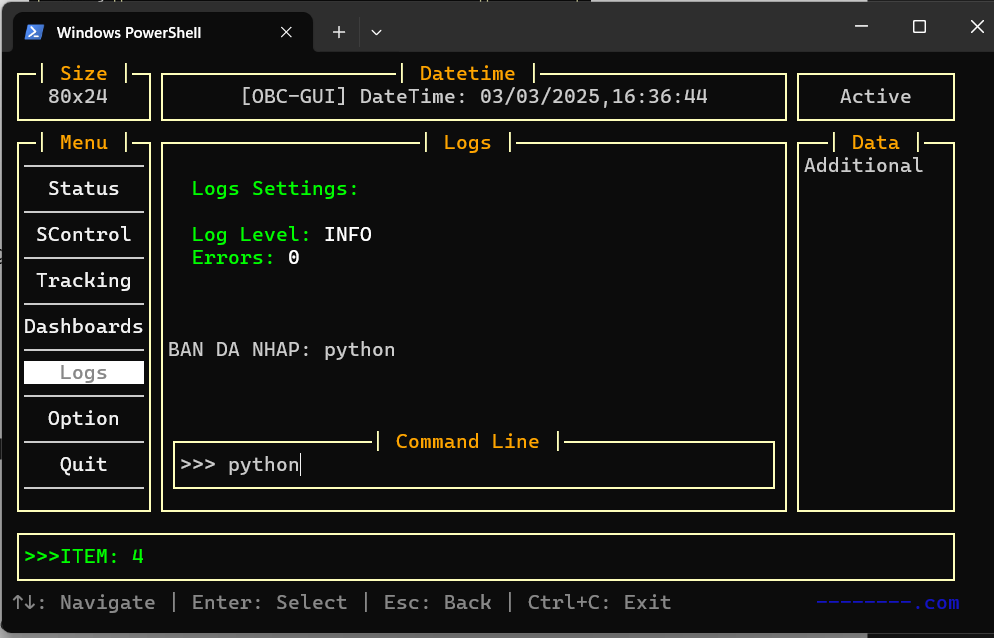 Windows PowerShell
Size
80x24
Datetime
[OBC-GUI] DateTime: 03/03/2025,16:36:44
Active
Menu
Status
SControl
Tracking
Dashboards
Logs
Option
Quit
Logs
Logs Settings:
Log Level: INFO
Errors: 0
BAN DA NHAP: python
Command Line
>>> python
Data
Additional
>>>ITEM: 4
↑↓: Navigate | Enter: Select | Esc: Back | Ctrl+C: Exit
--------.com